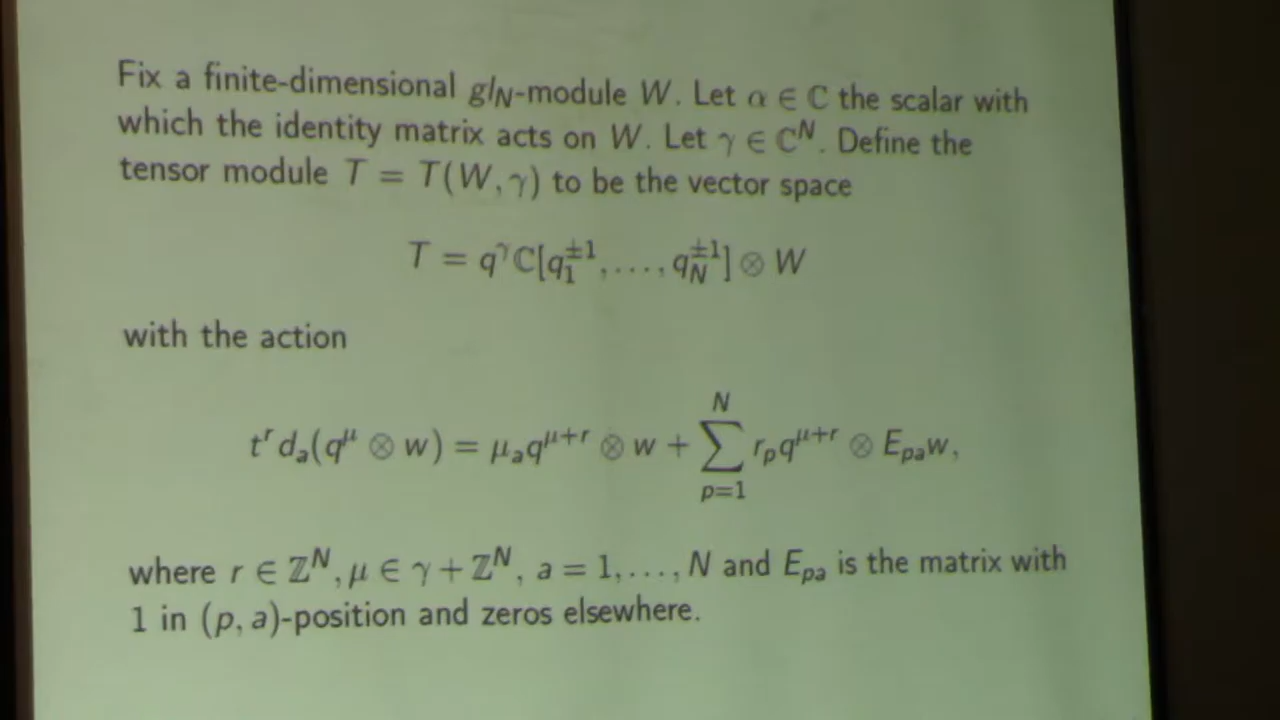 Fix a finite-dimensional gl_N-module W. Let α ∈ ℂ the scalar with
which the identity matrix acts on W. Let γ ∈ ℂ^N. Define the
tensor module T = T(W, γ) to be the vector space
T = q^γ ℂ[q_1^{±1}, . . . , q_N^{±1}] ⊗ W
with the action
t^r d_a(q^μ ⊗ w) = μ_a q^{μ+r} ⊗ w + ∑_{p=1}^{N} r_p q^{μ+r} ⊗ E_{pa}w,
where r ∈ ℤ^N, μ ∈ γ + ℤ^N, a = 1, . . . , N and E_{pa} is the matrix with
1 in (p, a)-position and zeros elsewhere.